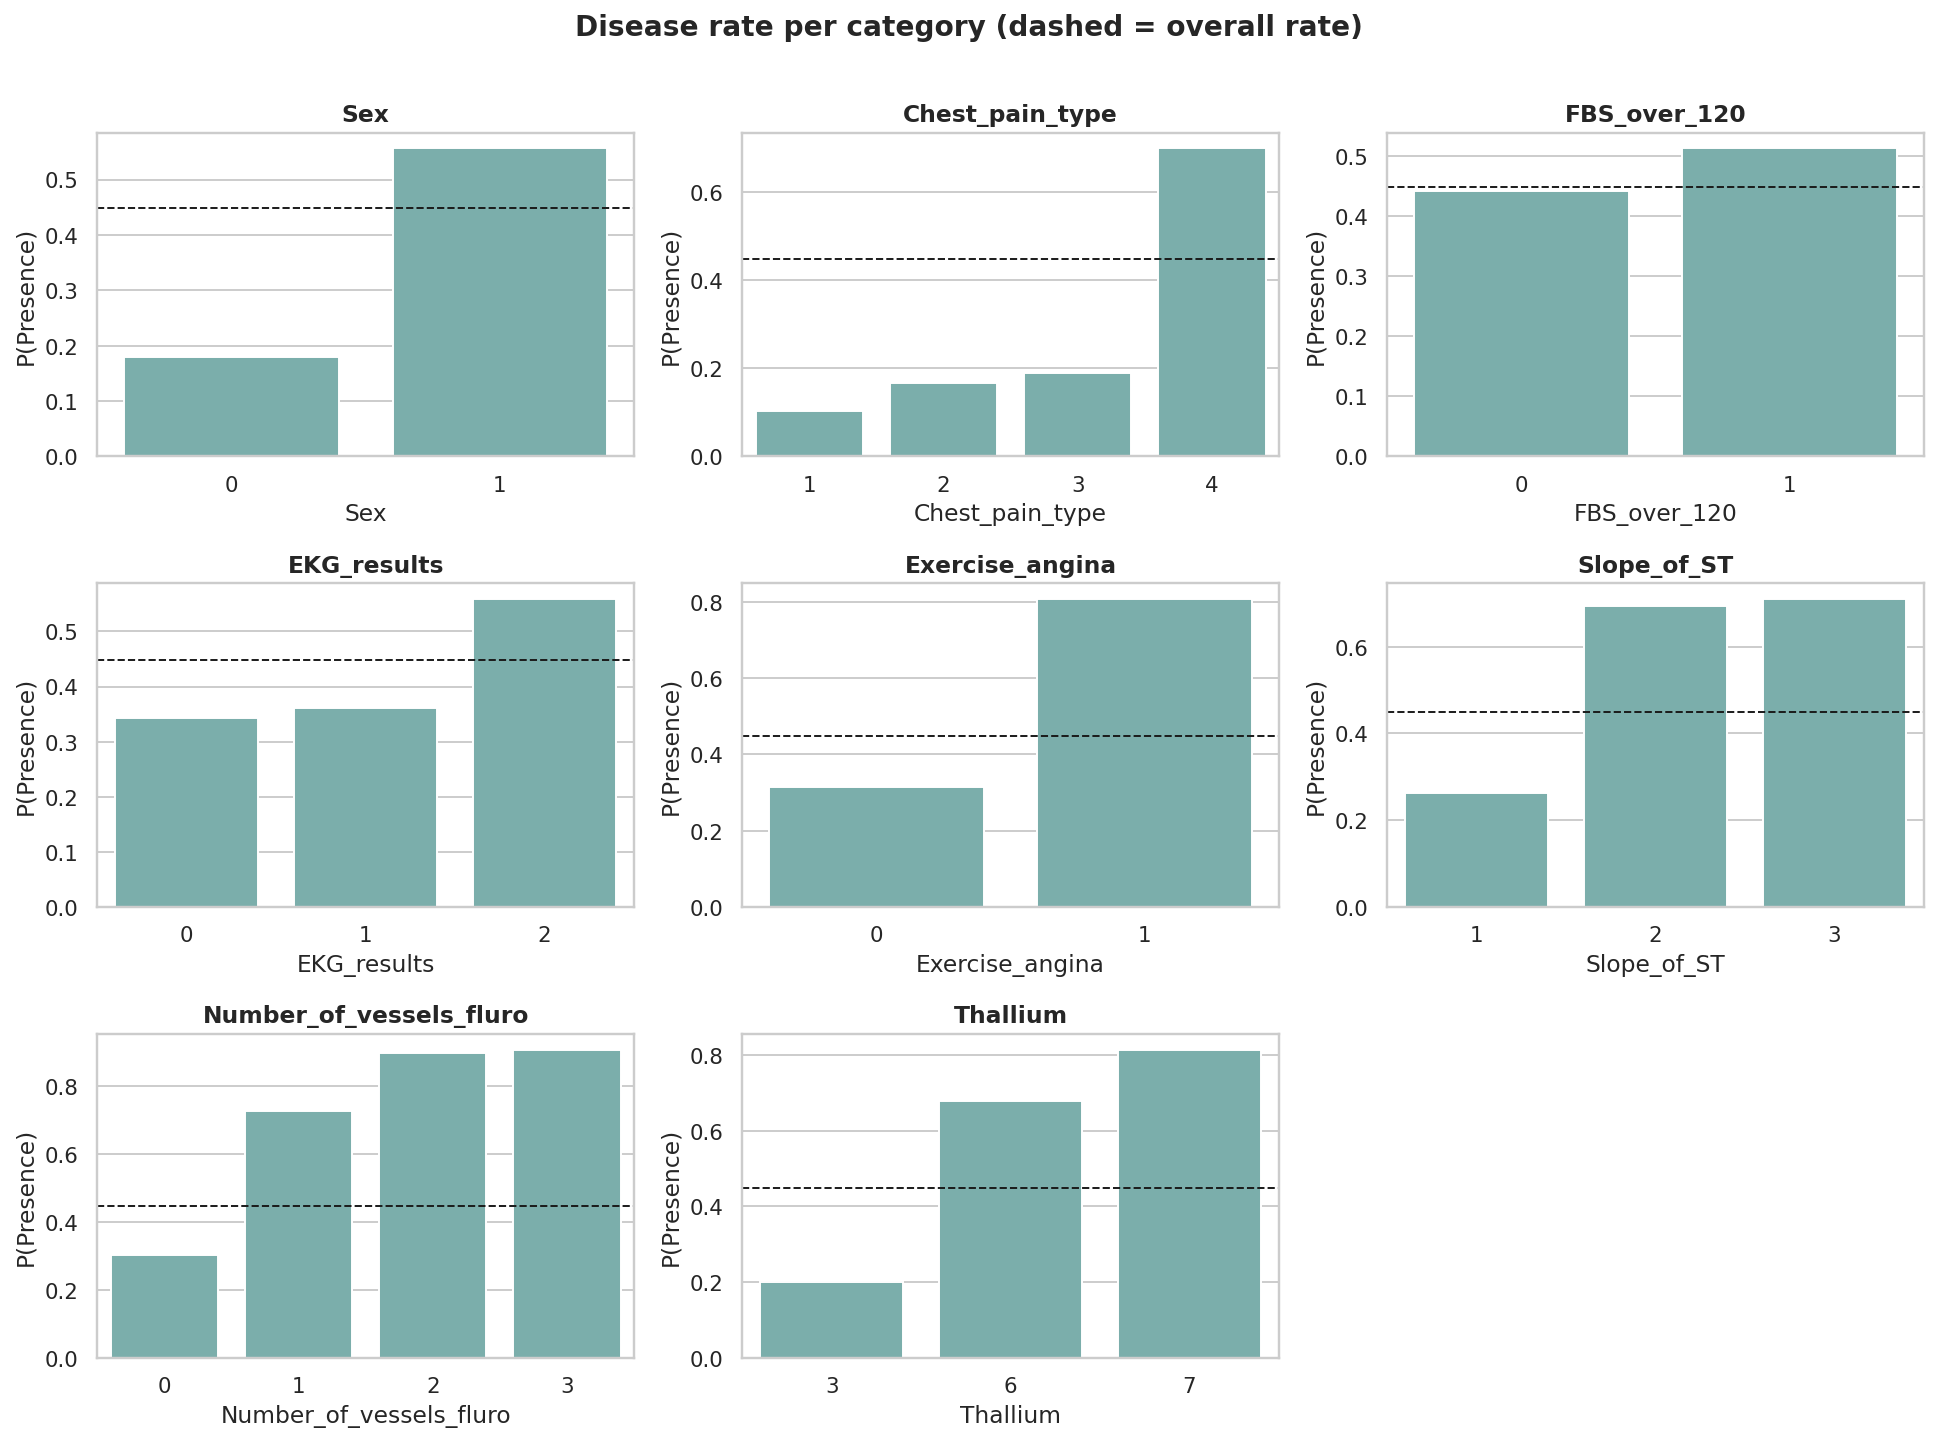 Disease rate per category (dashed = overall rate)
Sex
P(Presence)
0.5
0.4
0.3
0.2
0.1
0.0
0 1
Sex
Chest_pain_type
P(Presence)
0.6
0.4
0.2
0.0
1 2 3 4
Chest_pain_type
FBS_over_120
P(Presence)
0.5
0.4
0.3
0.2
0.1
0.0
0 1
FBS_over_120
EKG_results
P(Presence)
0.5
0.4
0.3
0.2
0.1
0.0
0 1 2
EKG_results
Exercise_angina
P(Presence)
0.8
0.6
0.4
0.2
0.0
0 1
Exercise_angina
Slope_of_ST
P(Presence)
0.6
0.4
0.2
0.0
1 2 3
Slope_of_ST
Number_of_vessels_fluro
P(Presence)
0.8
0.6
0.4
0.2
0.0
0 1 2 3
Number_of_vessels_fluro
Thallium
P(Presence)
0.8
0.6
0.4
0.2
0.0
3 6 7
Thallium